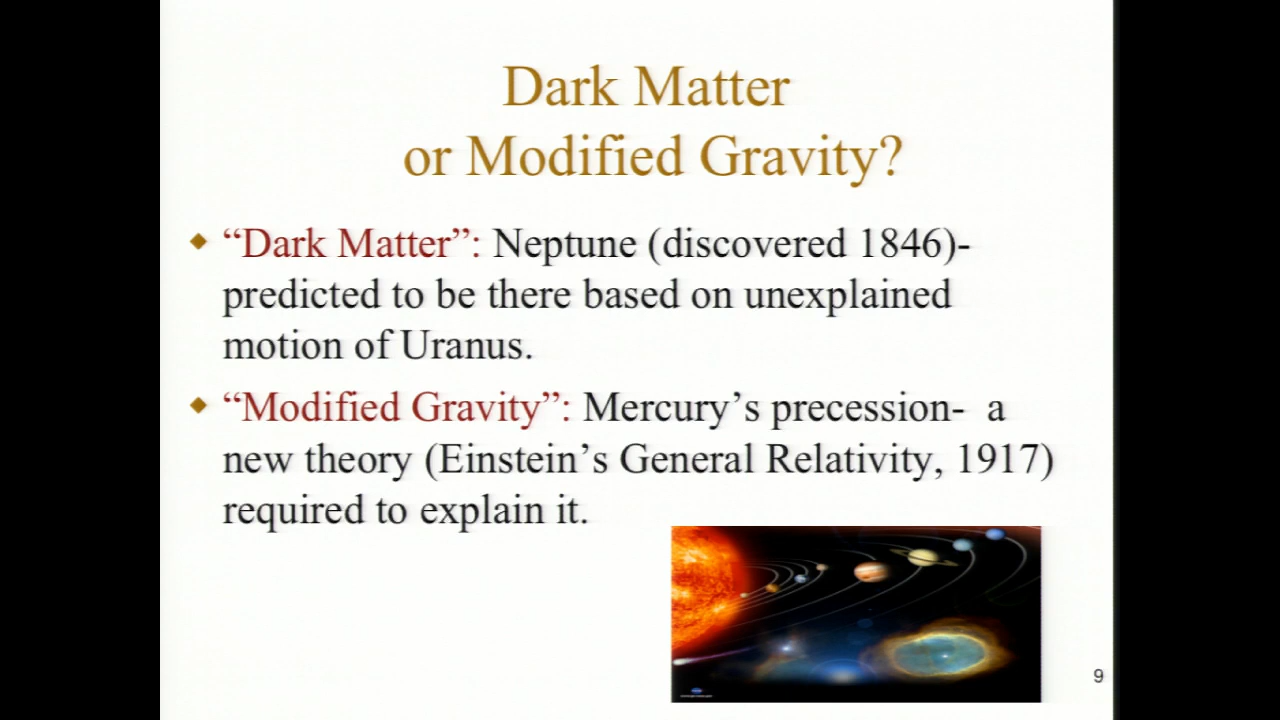 Dark Matter
or Modified Gravity?
“Dark Matter”: Neptune (discovered 1846)-
predicted to be there based on unexplained
motion of Uranus.
“Modified Gravity”: Mercury’s precession- a
new theory (Einstein’s General Relativity, 1917)
required to explain it.
9